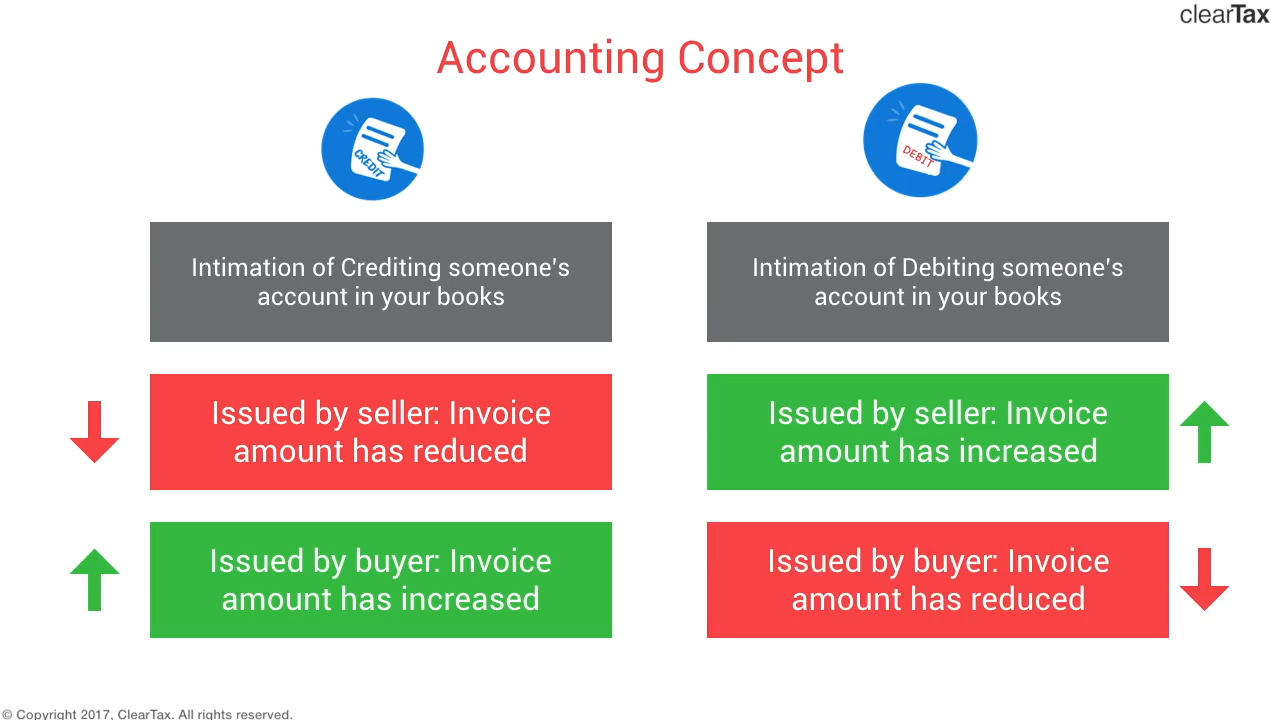 clearTax
Accounting Concept
CREDIT
DEBIT
Intimation of Crediting someone's
account in your books
Intimation of Debiting someone's
account in your books
Issued by seller: Invoice
amount has reduced
Issued by seller: Invoice
amount has increased
Issued by buyer: Invoice
amount has increased
Issued by buyer: Invoice
amount has reduced
© Copyright 2017, ClearTax. All rights reserved.